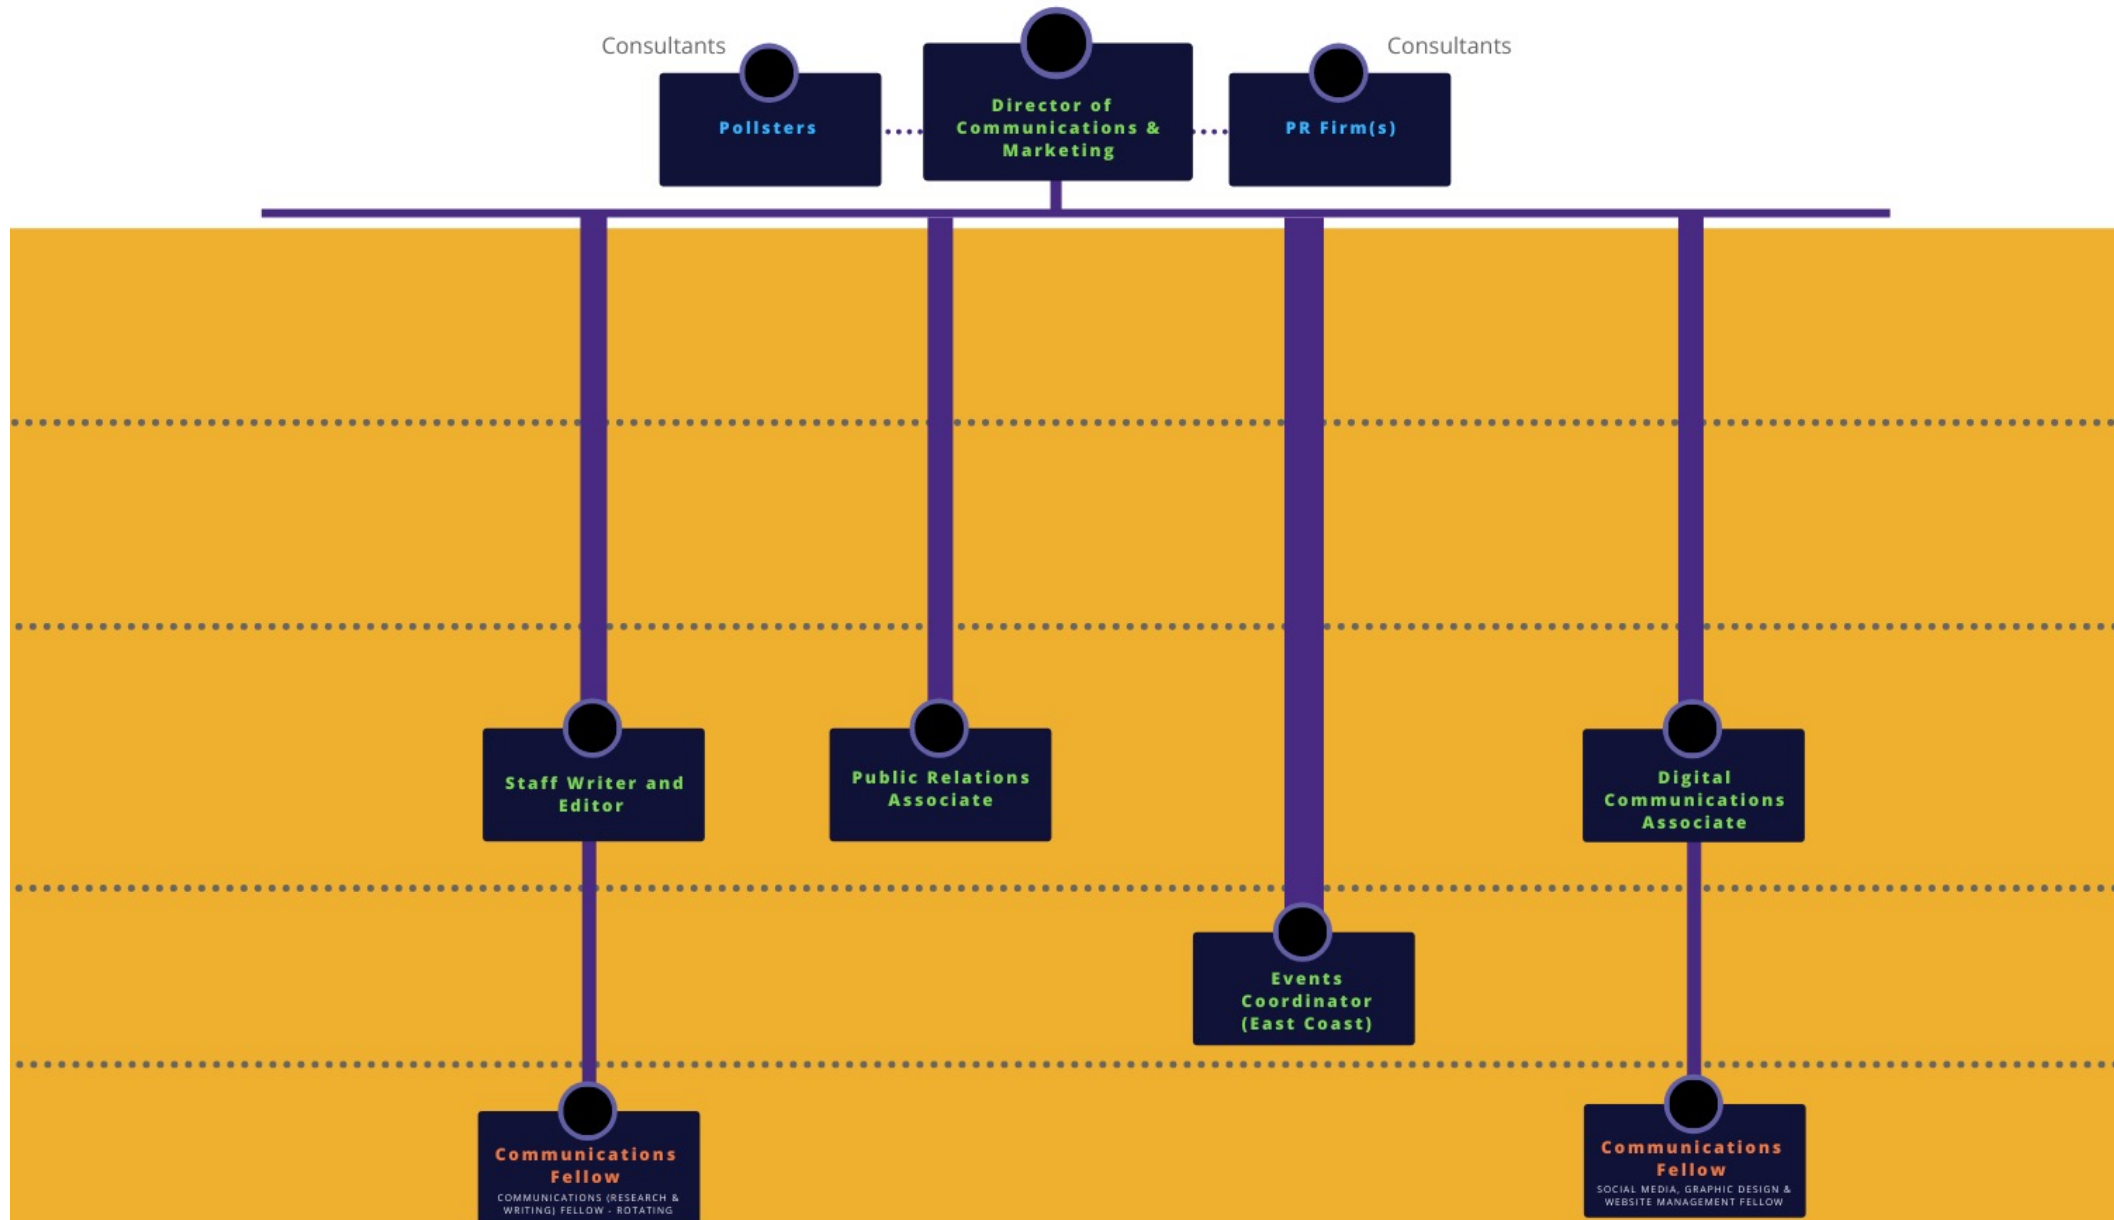 Consultants
Consultants
Pollsters
Director of
Communications &
Marketing
PR Firm(s)
Staff Writer and
Editor
Public Relations
Associate
Digital
Communications
Associate
Events
Coordinator
(East Coast)
Communications
Fellow
COMMUNICATIONS (RESEARCH &
WRITING) FELLOW - ROTATING
Communications
Fellow
SOCIAL MEDIA, GRAPHIC DESIGN &
WEBSITE MANAGEMENT FELLOW